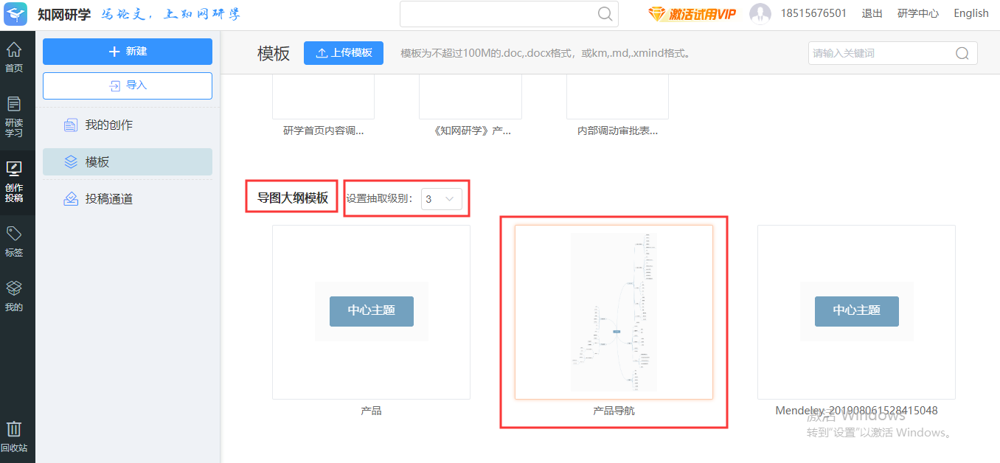 知网研学 写论文，上知网研学
激活试用VIP 18515676501 退出 研学中心 English
首页
研读
学习
创作
投稿
标签
我的
回收站
新建
导入
我的创作
模板
投稿通道
模板 上传模板 模板为不超过100M的.doc,.docx格式，或km,.md,.xmind格式。 请输入关键词
研学首页内容调... 《知网研学》产... 内部调动审批表...
导图大纲模板 设置抽取级别： 3
中心主题 中心主题
产品 产品导航 Mendeley_201908061528415048
激活 Windows
转到“设置”以激活 Windows。